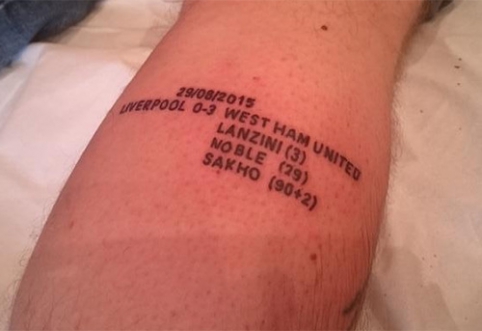 29/08/2015
LIVERPOOL 0-3 WEST HAM UNITED
LANZINI (3)
NOBLE (29)
SAKHO (90+2)